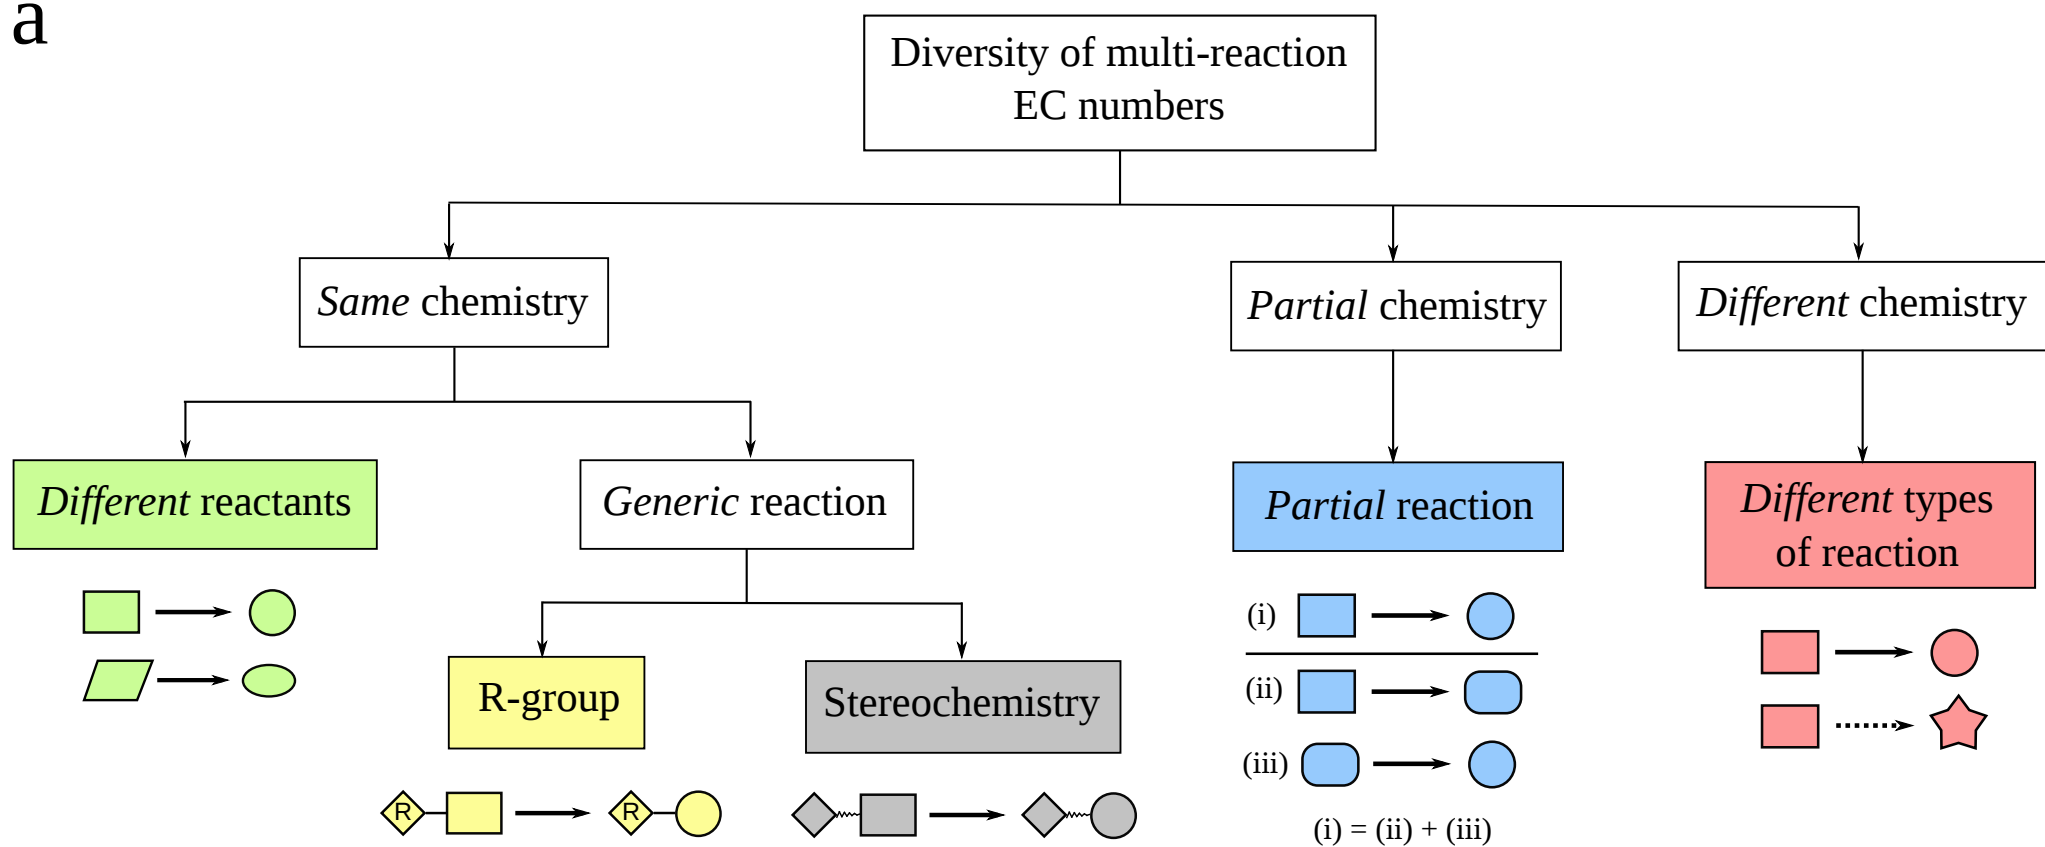 a
Diversity of multi-reaction
EC numbers
Same chemistry
Partial chemistry
Different chemistry
Different reactants
Generic reaction
Partial reaction
Different types
of reaction
R-group
Stereochemistry
(i)
(ii)
(iii)
R
R
(i) = (ii) + (iii)